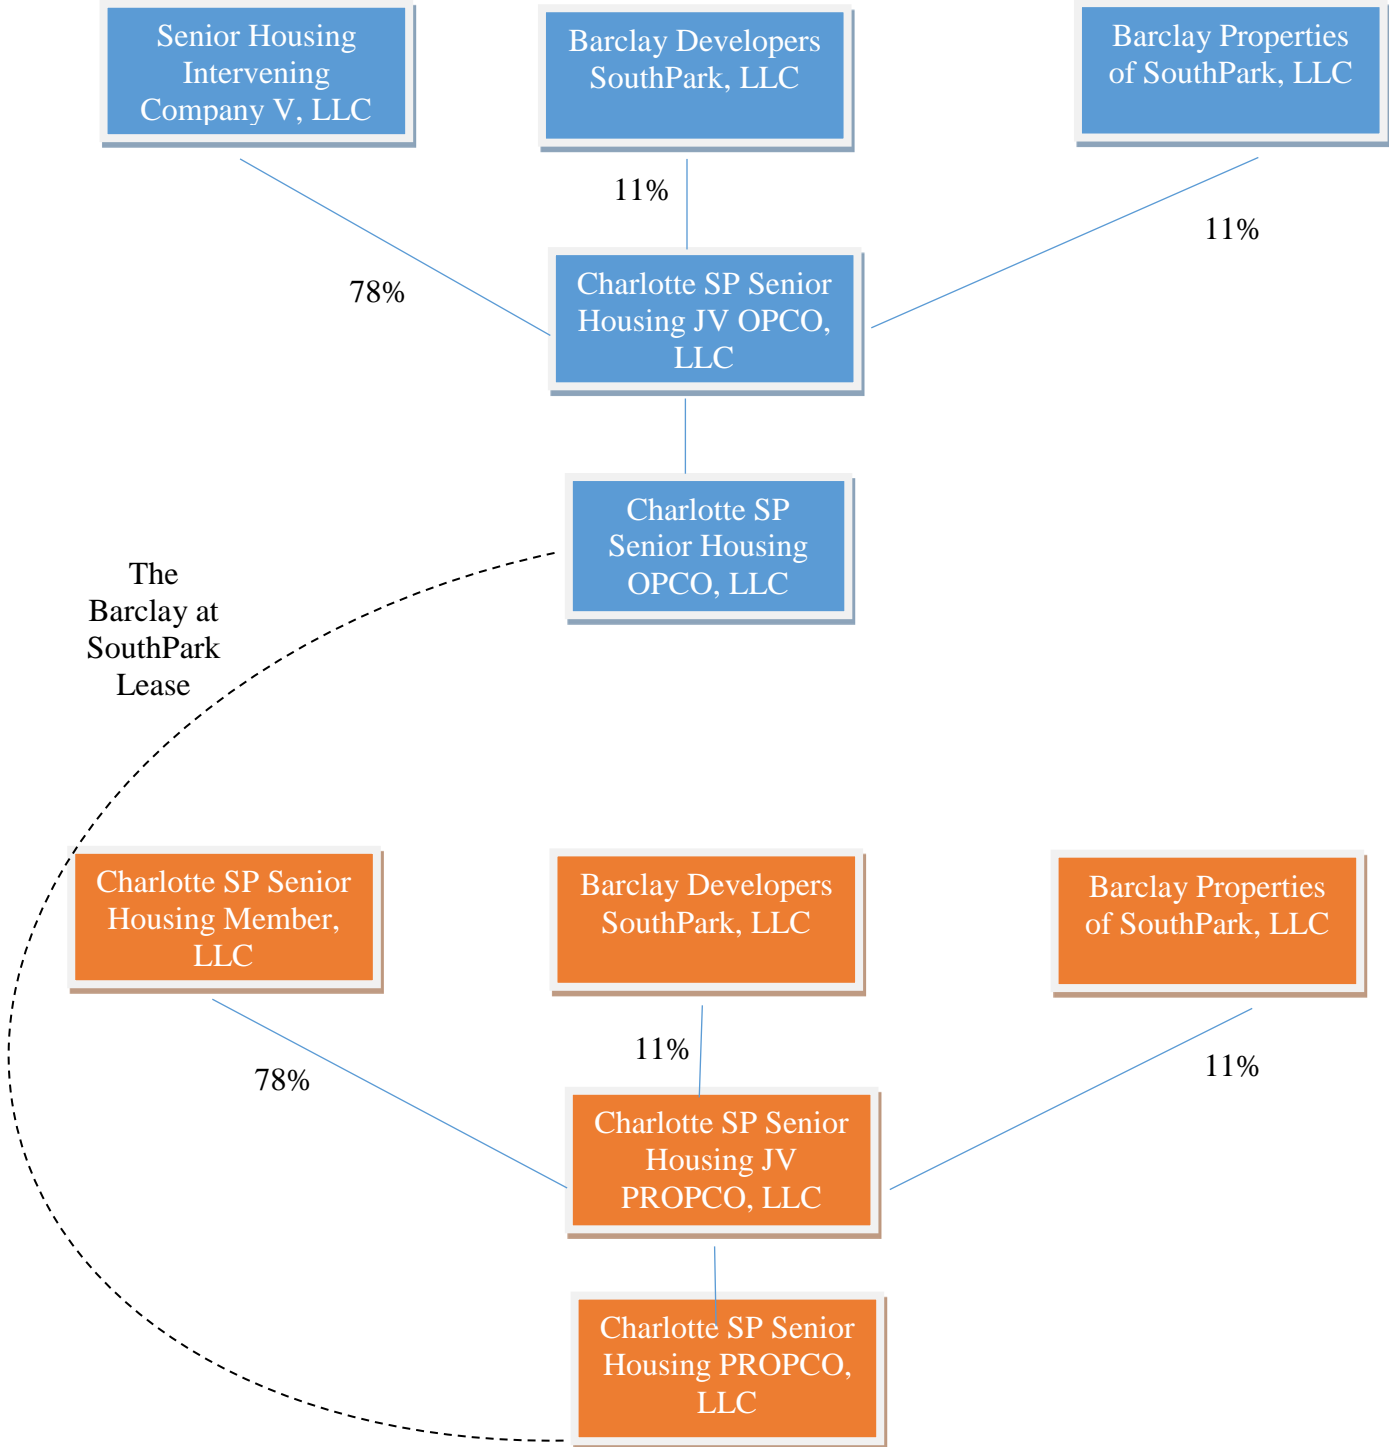 Senior Housing
Intervening
Company V, LLC
Barclay Developers
SouthPark, LLC
Barclay Properties
of SouthPark, LLC
11%
11%
78%
Charlotte SP Senior
Housing JV OPCO,
LLC
Charlotte SP
Senior Housing
OPCO, LLC
The
Barclay at
SouthPark
Lease
Charlotte SP Senior
Housing Member,
LLC
Barclay Developers
SouthPark, LLC
Barclay Properties
of SouthPark, LLC
11%
78%
11%
Charlotte SP Senior
Housing JV
PROPCO, LLC
Charlotte SP Senior
Housing PROPCO,
LLC